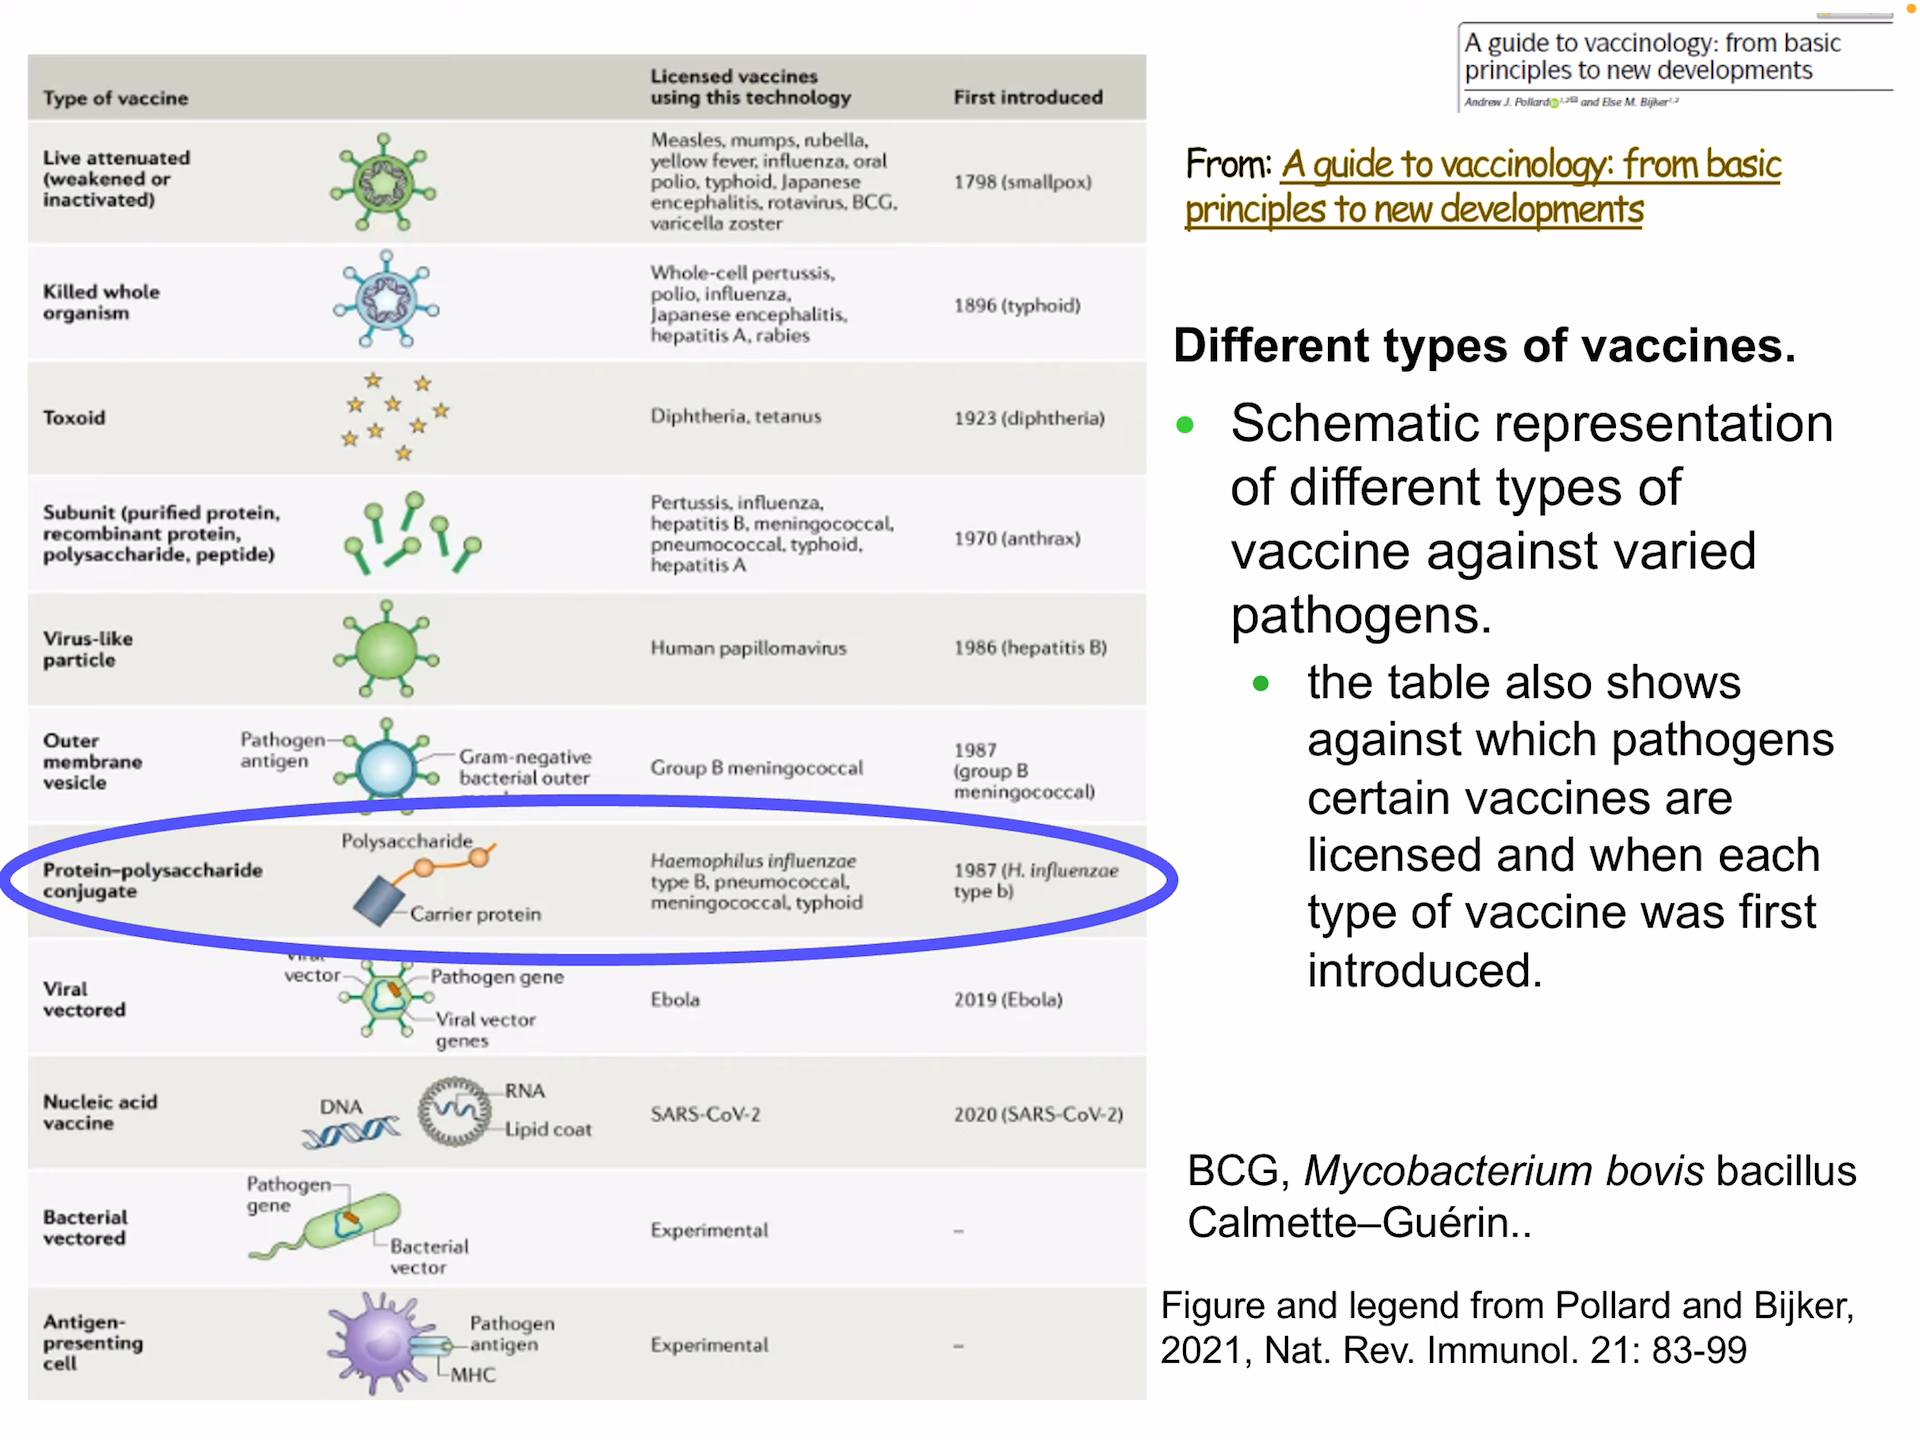 Type of vaccine
Licensed vaccines
using this technology
First introduced
Live attenuated
(weakened or
inactivated)
Measles, mumps, rubella,
yellow fever, influenza, oral
polio, typhoid, Japanese
encephalitis, rotavirus, BCG,
varicella zoster
1798 (smallpox)
Killed whole
organism
Whole-cell pertussis,
polio, influenza,
Japanese encephalitis,
hepatitis A, rabies
1896 (typhoid)
Toxoid
Diphtheria, tetanus
1923 (diphtheria)
Subunit (purified protein,
recombinant protein,
polysaccharide, peptide)
Pertussis, influenza,
hepatitis B, meningococcal,
pneumococcal, typhoid,
hepatitis A
1970 (anthrax)
Virus-like
particle
Human papillomavirus
1986 (hepatitis B)
Outer
membrane
vesicle
Pathogen
antigen
Gram-negative
bacterial outer
Group B meningococcal
1987
(group B
meningococcal)
Protein–polysaccharide
conjugate
Polysaccharide
Carrier protein
Haemophilus influenzae
type B, pneumococcal,
meningococcal, typhoid
1987 (H. influenzae
type b)
Viral
vectored
Viral
vector
Pathogen gene
Viral vector
genes
Ebola
2019 (Ebola)
Nucleic acid
vaccine
DNA
RNA
Lipid coat
SARS-CoV-2
2020 (SARS-CoV-2)
Bacterial
vectored
Pathogen
gene
Bacterial
vector
Experimental
–
Antigen-
presenting
cell
Pathogen
antigen
MHC
Experimental
–
A guide to vaccinology: from basic
principles to new developments
Andrew J. Pollard 1,2 and Else M. Bijker 1,2
From: A guide to vaccinology: from basic
principles to new developments
Different types of vaccines.
• Schematic representation
of different types of
vaccine against varied
pathogens.
• the table also shows
against which pathogens
certain vaccines are
licensed and when each
type of vaccine was first
introduced.
BCG, Mycobacterium bovis bacillus
Calmette–Guérin..
Figure and legend from Pollard and Bijker,
2021, Nat. Rev. Immunol. 21: 83-99